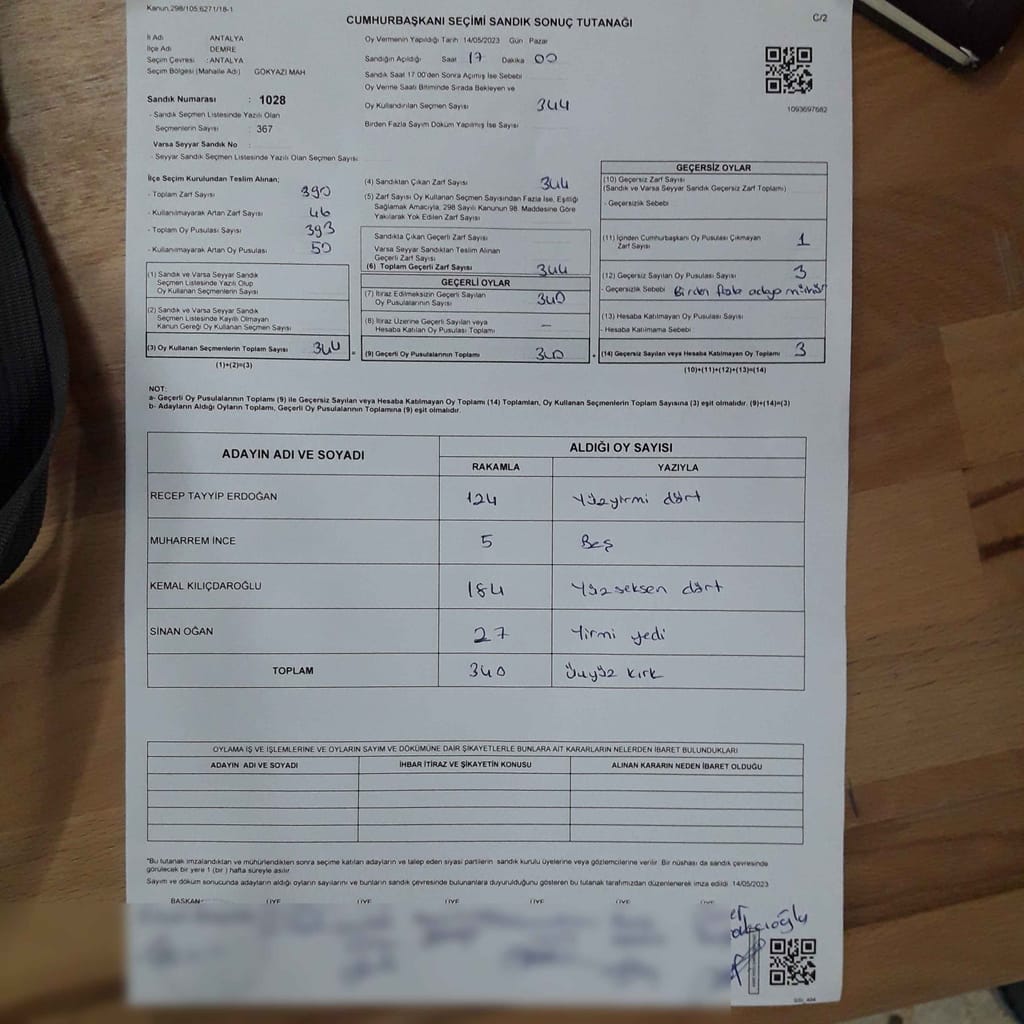 Kanun.298/105.6271/18-1
CUMHURBAŞKANI SEÇİMİ SANDIK SONUÇ TUTANAĞI
C/2
İl Adı ANTALYA
İlçe Adı DEMRE
Seçim Çevresi : ANTALYA
Seçim Bölgesi (Mahalle Adı) GÖKYAZI MAH
Sandık Numarası : 1028
- Sandık Seçmen Listesinde Yazılı Olan
Seçmenlerin Sayısı : 367
Varsa Seyyar Sandık No
- Seyyar Sandık Seçmen Listesinde Yazılı Olan Seçmen Sayısı
Oy Vermenin Yapıldığı Tarih 14/05/2023 Gün Pazar
Sandığın Açıldığı Saat 17 Dakika 00
Sandık Saat 17 00'den Sonra Açılmış İse Sebebi
Oy Verme Saati Bitiminde Sırada Bekleyen ve
Oy Kullandırılan Seçmen Sayısı 344
Birden Fazla Sayım Döküm Yapılmış İse Sayısı
1093697682
İlçe Seçim Kurulundan Teslim Alınan;
- Toplam Zarf Sayısı 390
- Kullanılmayarak Artan Zarf Sayısı 46
- Toplam Oy Pusulası Sayısı 393
- Kullanılmayarak Artan Oy Pusulası 50
(1) Sandık ve Varsa Seyyar Sandık
Seçmen Listesinde Yazılı Olup
Oy Kullanan Seçmenlerin Sayısı
(2) Sandık ve Varsa Seyyar Sandık
Seçmen Listesinde Kayıtlı Olmayan
Kanun Gereği Oy Kullanan Seçmen Sayısı
(3) Oy Kullanan Seçmenlerin Toplam Sayısı 344
(1)+(2)=(3)
(4) Sandıktan Çıkan Zarf Sayısı 344
(5) Zarf Sayısı Oy Kullanan Seçmen Sayısından Fazla İse, Eşitliği
Sağlamak Amacıyla, 298 Sayılı Kanunun 98. Maddesine Göre
Yakılarak Yok Edilen Zarf Sayısı
Sandıkta Çıkan Geçerli Zarf Sayısı
Varsa Seyyar Sandıktan Teslim Alınan
Geçerli Zarf Sayısı
(6) Toplam Geçerli Zarf Sayısı 344
GEÇERLİ OYLAR
(7) İtiraz Edilmeksizin Geçerli Sayılan
Oy Pusulalarının Sayısı 340
(8) İtiraz Üzerine Geçerli Sayılan veya
Hesaba Katılan Oy Pusulası Toplamı —
(9) Geçerli Oy Pusulalarının Toplamı 340
GEÇERSİZ OYLAR
(10) Geçersiz Zarf Sayısı
(Sandık ve Varsa Seyyar Sandık Geçersiz Zarf Toplamı)
- Geçersizlik Sebebi
(11) İçinden Cumhurbaşkanı Oy Pusulası Çıkmayan
Zarf Sayısı 1
(12) Geçersiz Sayılan Oy Pusulası Sayısı 3
- Geçersizlik Sebebi Birden fazla adaya mühür
(13) Hesaba Katılmayan Oy Pusulası Sayısı
- Hesaba Katılmama Sebebi
(14) Geçersiz Sayılan veya Hesaba Katılmayan Oy Toplamı 3
(10)+(11)+(12)+(13)=(14)
NOT:
a- Geçerli Oy Pusulalarının Toplamı (9) ile Geçersiz Sayılan veya Hesaba Katılmayan Oy Toplamı (14) Toplamları, Oy Kullanan Seçmenlerin Toplam Sayısına (3) eşit olmalıdır. (9)+(14)=(3)
b- Adayların Aldığı Oyların Toplamı, Geçerli Oy Pusulalarının Toplamına (9) eşit olmalıdır.
ADAYIN ADI VE SOYADI ALDIĞI OY SAYISI
RAKAMLA YAZIYLA
RECEP TAYYİP ERDOĞAN 124 Yüzyirmi dört
MUHARREM İNCE 5 Beş
KEMAL KILIÇDAROĞLU 184 Yüzseksen dört
SİNAN OĞAN 27 Yirmi yedi
TOPLAM 340 Üçyüz kırk
OYLAMA İŞ VE İŞLEMLERİNE VE OYLARIN SAYIM VE DÖKÜMÜNE DAİR ŞİKAYETLERLE BUNLARA AİT KARARLARIN NELERDEN İBARET BULUNDUKLARI
ADAYIN ADI VE SOYADI İHBAR İTİRAZ VE ŞİKAYETİN KONUSU ALINAN KARARIN NEDEN İBARET OLDUĞU
"Bu tutanak imzalandıktan ve mühürlendikten sonra seçime katılan adayların ve talep eden siyasi partilerin sandık kurulu üyelerine veya gözlemcilerine verilir. Bir nüshası da sandık çevresinde
görülecek bir yere 1 (bir) hafta süreyle asılır
Sayım ve döküm sonucunda adayların aldığı oyların sayılarını ve bunların sandık çevresinde bulunanlara duyurulduğunu gösteren bu tutanak tarafımızdan düzenlenerek imza edildi 14/05/2023
BAŞKAN ÜYE ÜYE ÜYE ÜYE ÜYE ÜYE